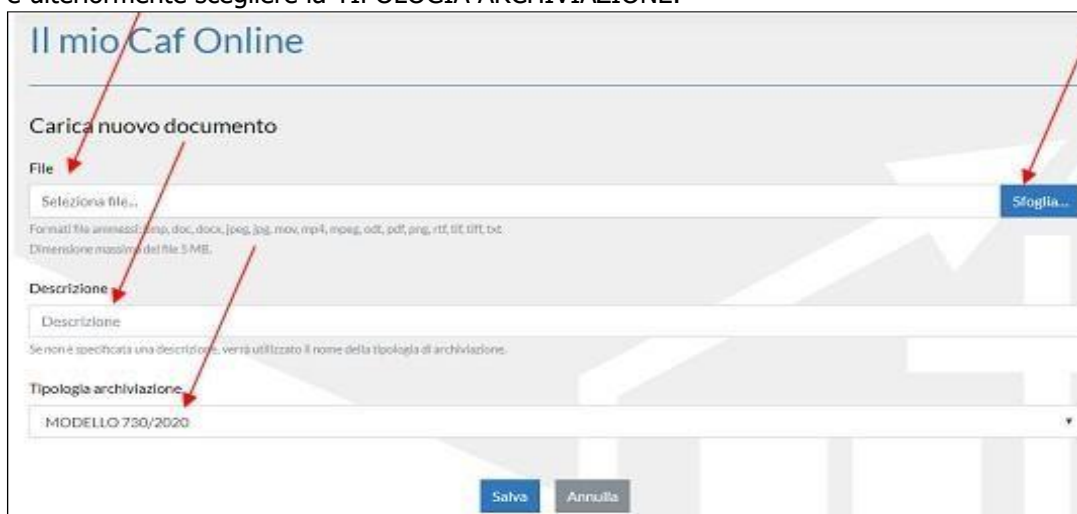 e ulteriormente scegliere la TIPOLOGIA ARCHIVIAZIONE.
Il mio Caf Online
Carica nuovo documento
File
Seleziona file...
Sfoglia...
Formati file ammessi: bmp, doc, docx, jpeg, jpg, mov, mp4, mpeg, odt, pdf, png, rtf, tif, tiff, txt.
Dimensione massima del file 5 MB.
Descrizione
Descrizione
Se non è specificata una descrizione, verrà utilizzato il nome della tipologia di archiviazione.
Tipologia archiviazione
MODELLO 730/2020
Salva
Annulla